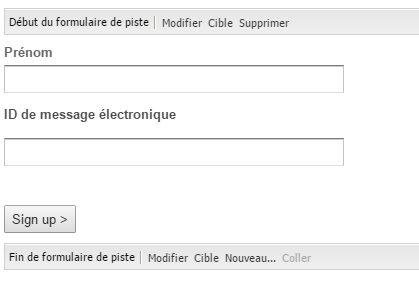 Début du formulaire de piste Modifier Cible Supprimer
Prénom
ID de message électronique
Sign up >
Fin de formulaire de piste Modifier Cible Nouveau... Coller